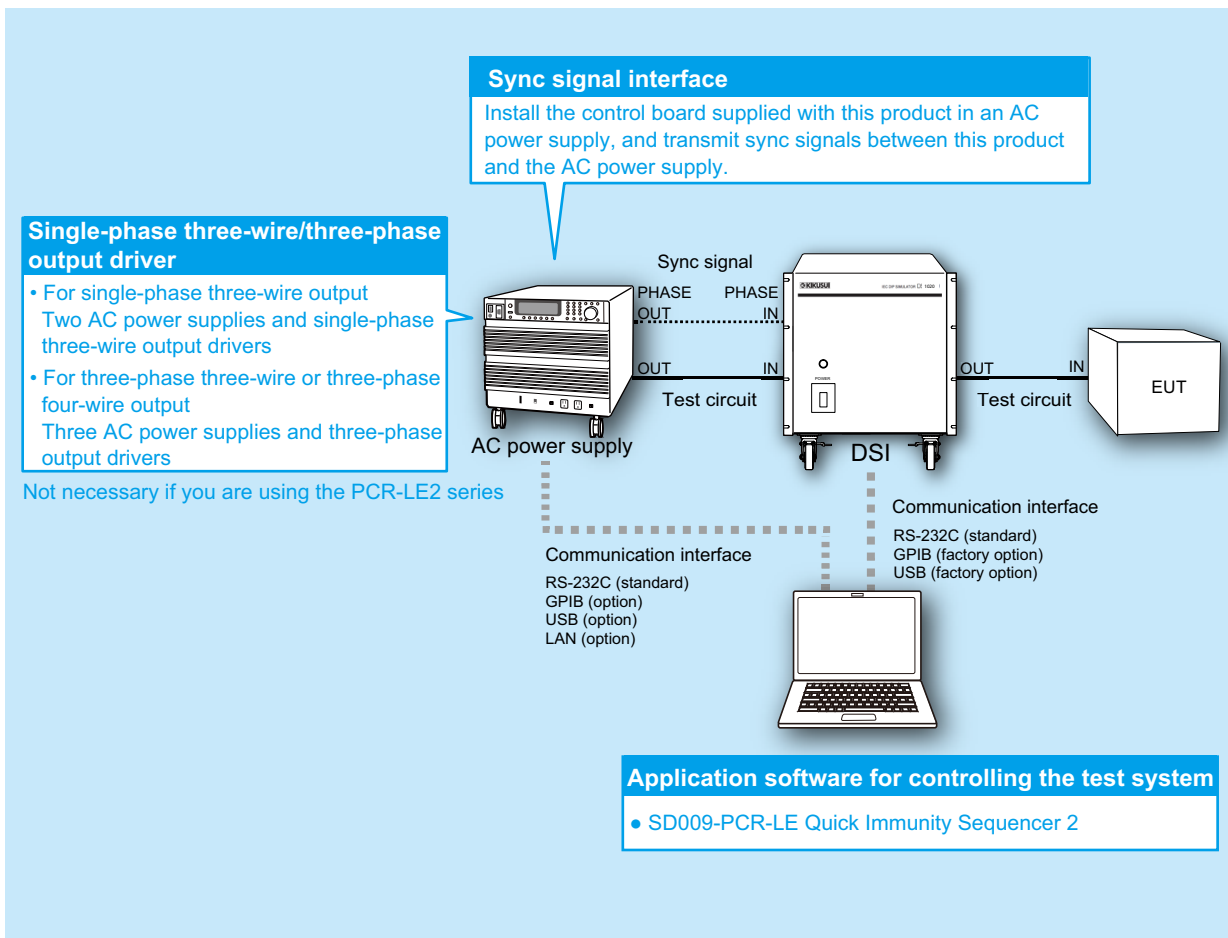 Sync signal interface
Install the control board supplied with this product in an AC
power supply, and transmit sync signals between this product
and the AC power supply.
Single-phase three-wire/three-phase
output driver
• For single-phase three-wire output
Two AC power supplies and single-phase
three-wire output drivers
• For three-phase three-wire or three-phase
four-wire output
Three AC power supplies and three-phase
output drivers
Not necessary if you are using the PCR-LE2 series
Sync signal
PHASE PHASE
OUT IN
OUT IN
Test circuit
AC power supply
KIKUSUI
IEC DIP SIMULATOR DSI 1020
POWER
DSI
OUT IN
Test circuit
EUT
Communication interface
RS-232C (standard)
GPIB (option)
USB (option)
LAN (option)
Communication interface
RS-232C (standard)
GPIB (factory option)
USB (factory option)
Application software for controlling the test system
• SD009-PCR-LE Quick Immunity Sequencer 2